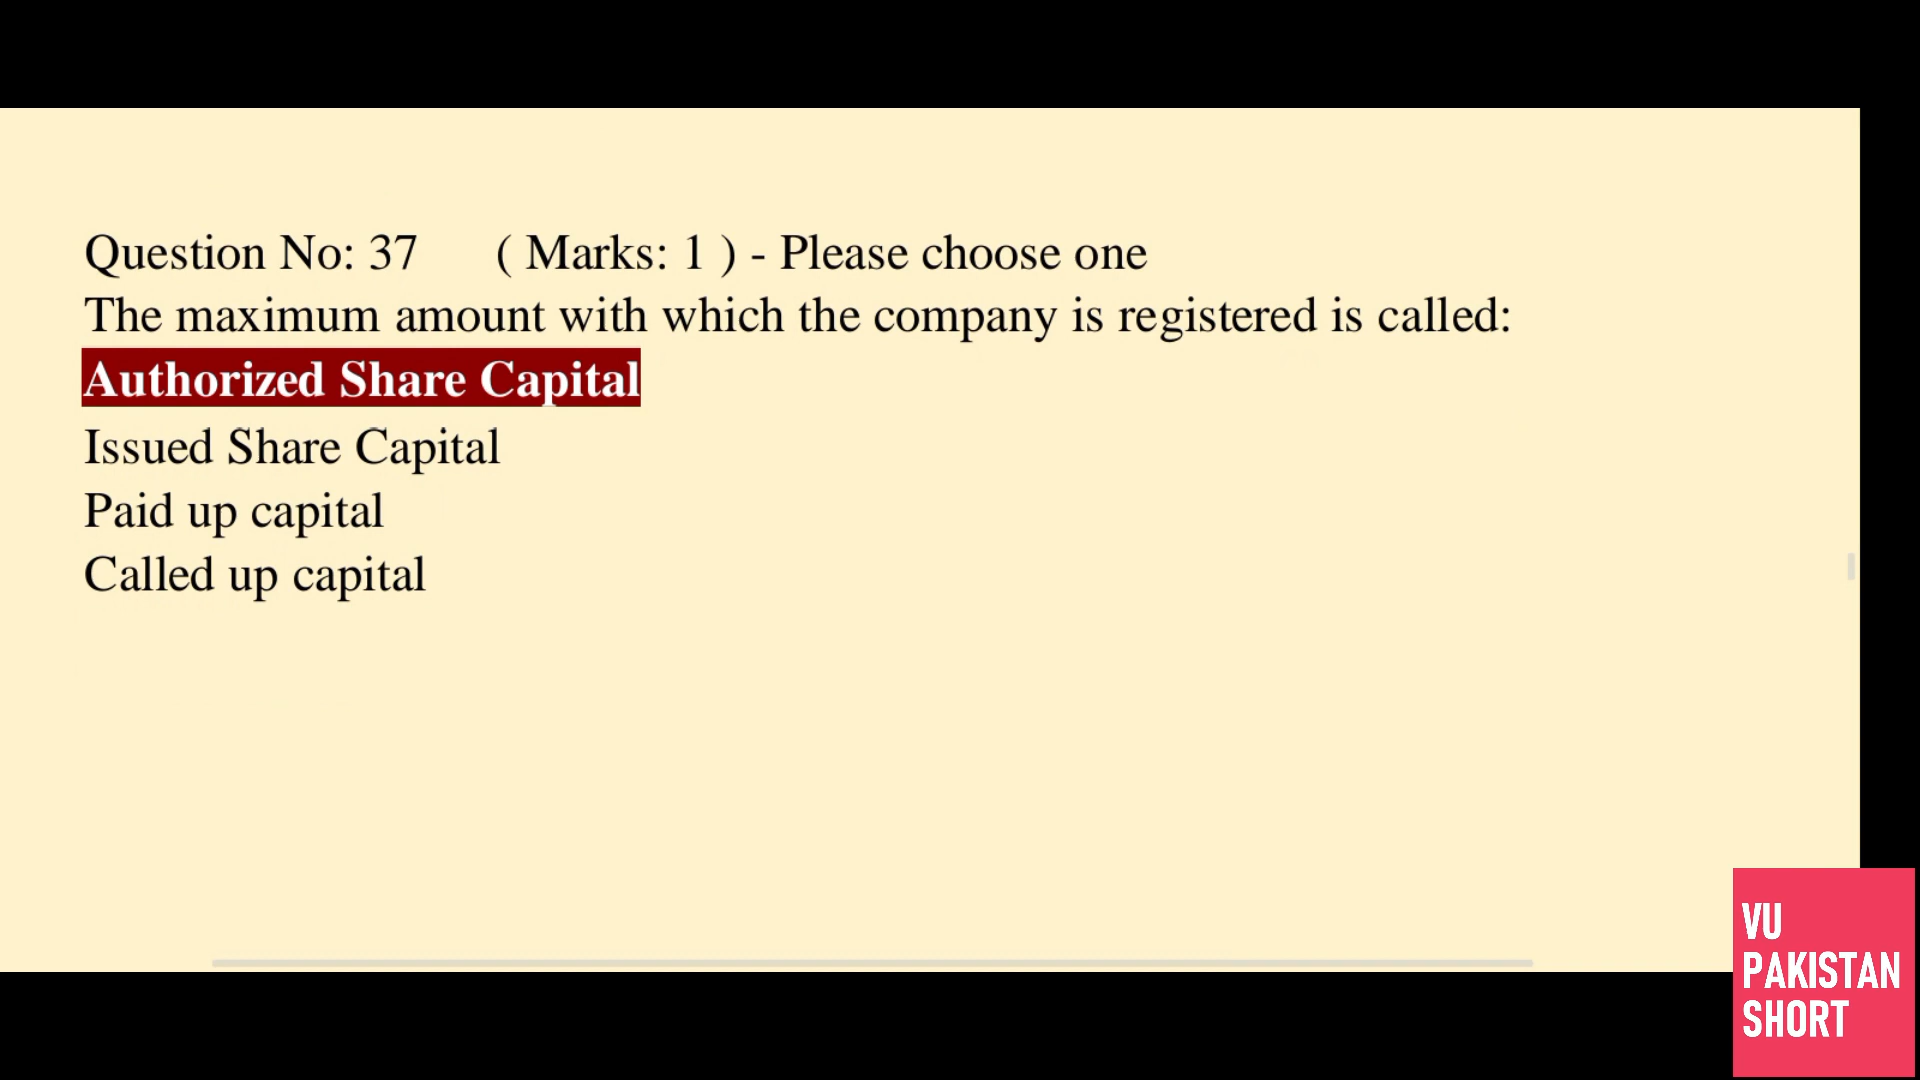 Question No: 37 ( Marks: 1 ) - Please choose one
The maximum amount with which the company is registered is called:
Authorized Share Capital
Issued Share Capital
Paid up capital
Called up capital
VU
PAKISTAN
SHORT